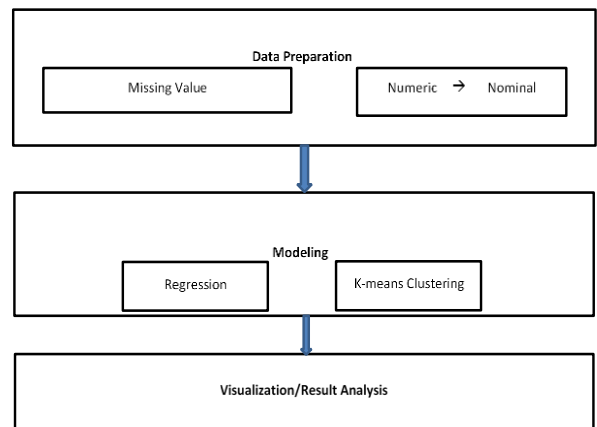 Data Preparation
Missing Value
Numeric → Nominal
Modeling
Regression
K-means Clustering
Visualization/Result Analysis